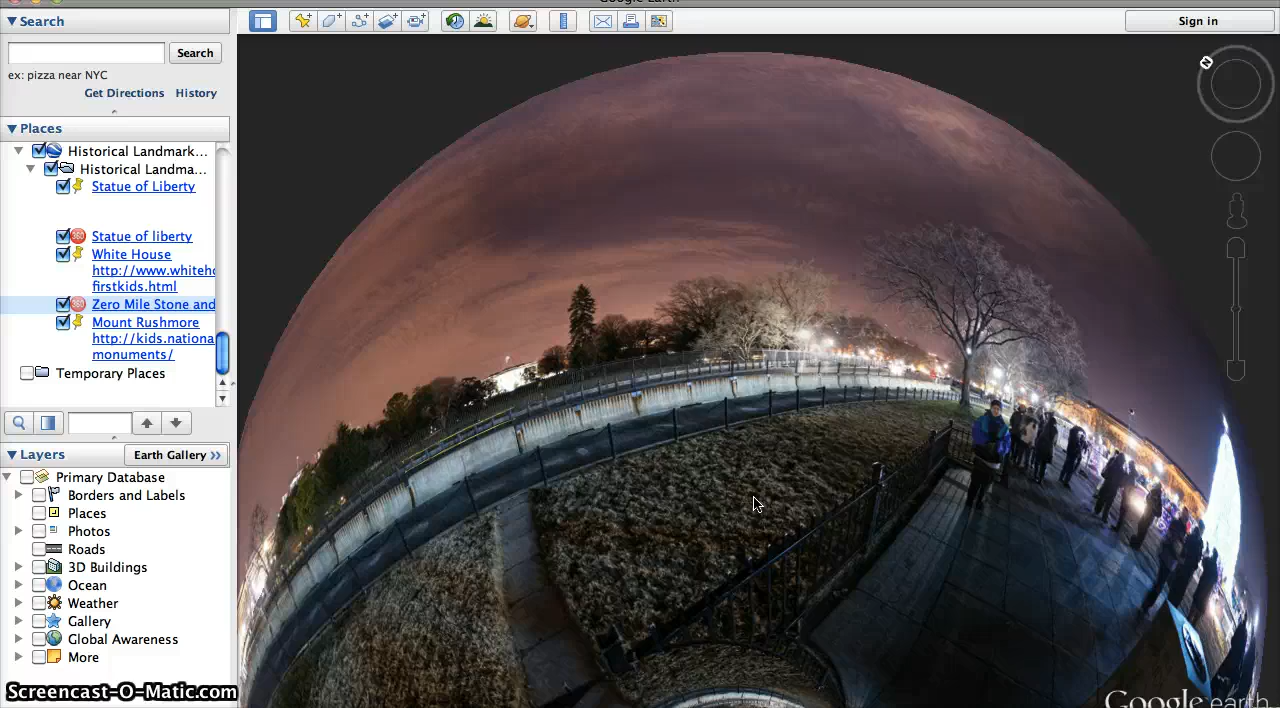 Google Earth
Search
Search
ex: pizza near NYC
Get Directions
History
Places
Historical Landmark...
Historical Landma...
Statue of Liberty
Statue of liberty
White House
http://www.whiteho
firstkids.html
Zero Mile Stone and
Mount Rushmore
http://kids.nationa
monuments/
Temporary Places
Layers
Earth Gallery >>
Primary Database
Borders and Labels
Places
Photos
Roads
3D Buildings
Ocean
Weather
Gallery
Global Awareness
More
Screencast-O-Matic.com
Sign in
N
Google earth